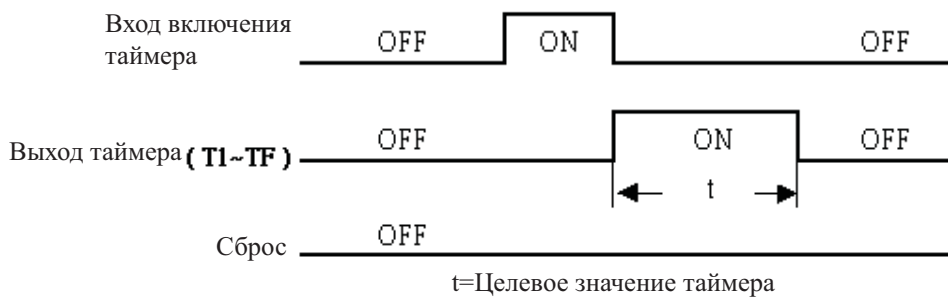 Вход включения
таймера
OFF ON OFF
Выход таймера ( T1~TF )
OFF ON OFF
t
Сброс OFF
t=Целевое значение таймера